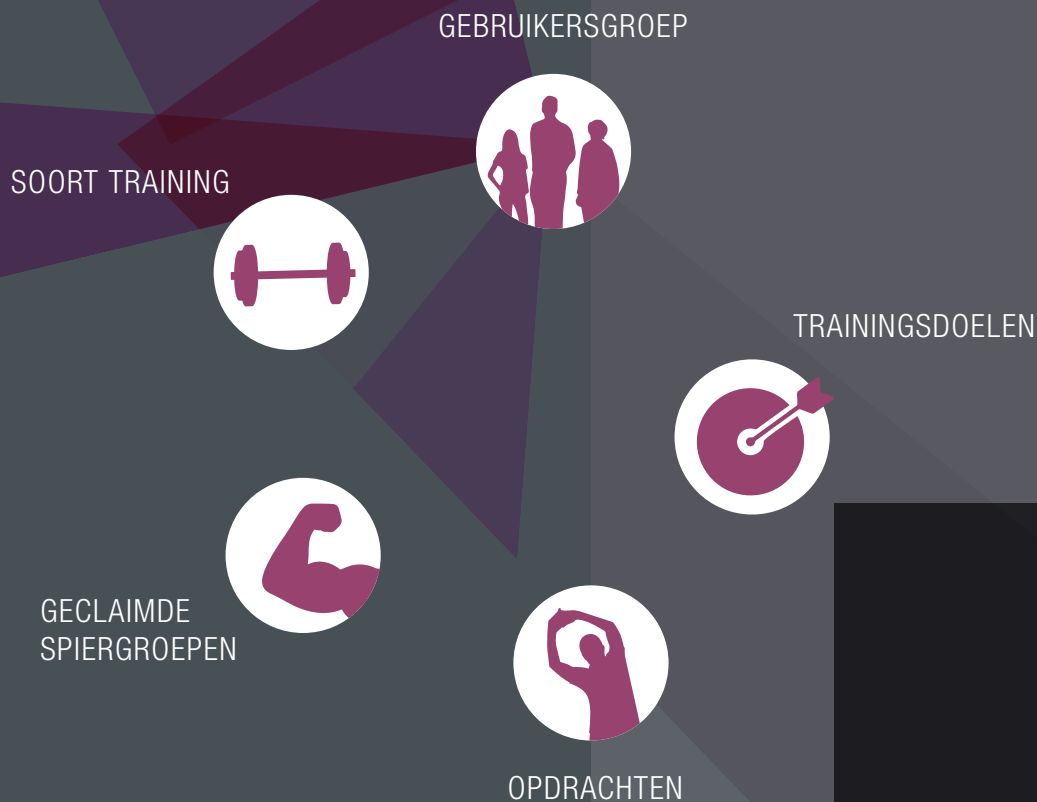 GEBRUIKERSGROEP
SOORT TRAINING
TRAININGSDOELEN
GECLAIMDE
SPIERGROEPEN
OPDRACHTEN